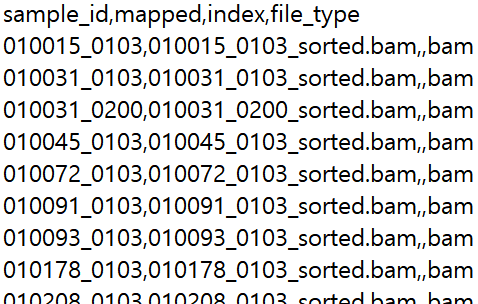 sample_id,mapped,index,file_type
010015_0103,010015_0103_sorted.bam,,bam
010031_0103,010031_0103_sorted.bam,,bam
010031_0200,010031_0200_sorted.bam,,bam
010045_0103,010045_0103_sorted.bam,,bam
010072_0103,010072_0103_sorted.bam,,bam
010091_0103,010091_0103_sorted.bam,,bam
010093_0103,010093_0103_sorted.bam,,bam
010178_0103,010178_0103_sorted.bam,,bam
010208_0103,010208_0103_sorted.bam,,bam